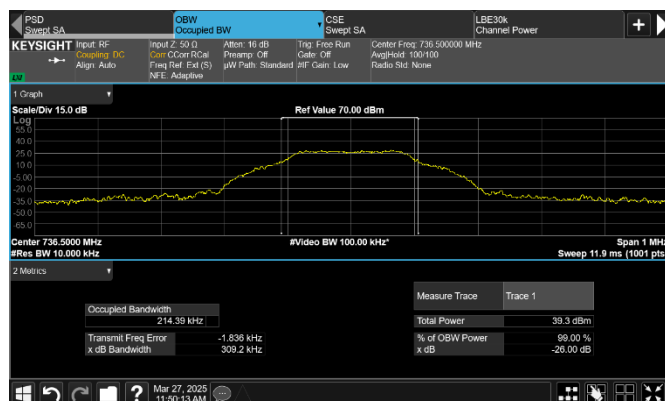 PSD
Swept SA
OBW
Occupied BW
CSE
Swept SA
LBE30k
Channel Power
KEYSIGHT
Input: RF
Coupling: DC
Align: Auto
Input Z: 50 Ω
Corr CCorr RCal
Freq Ref: Ext (S)
NFE: Adaptive
Atten: 16 dB
Preamp: Off
µW Path: Standard
Trig: Free Run
Gate: Off
#IF Gain: Low
Center Freq: 736.500000 MHz
Avg|Hold: 100/100
Radio Std: None
1 Graph
Scale/Div 15.0 dB
Ref Value 70.00 dBm
Log
55.0
40.0
25.0
10.0
-5.00
-20.0
-35.0
-50.0
-65.0
Center 736.5000 MHz
#Video BW 100.00 kHz*
Span 1 MHz
#Res BW 10.000 kHz
Sweep 11.9 ms (1001 pts
2 Metrics
Measure Trace
Trace 1
Occupied Bandwidth
214.39 kHz
Total Power
39.3 dBm
Transmit Freq Error
-1.836 kHz
% of OBW Power
99.00 %
x dB Bandwidth
309.2 kHz
x dB
-26.00 dB
Mar 27, 2025
11:50:13 AM